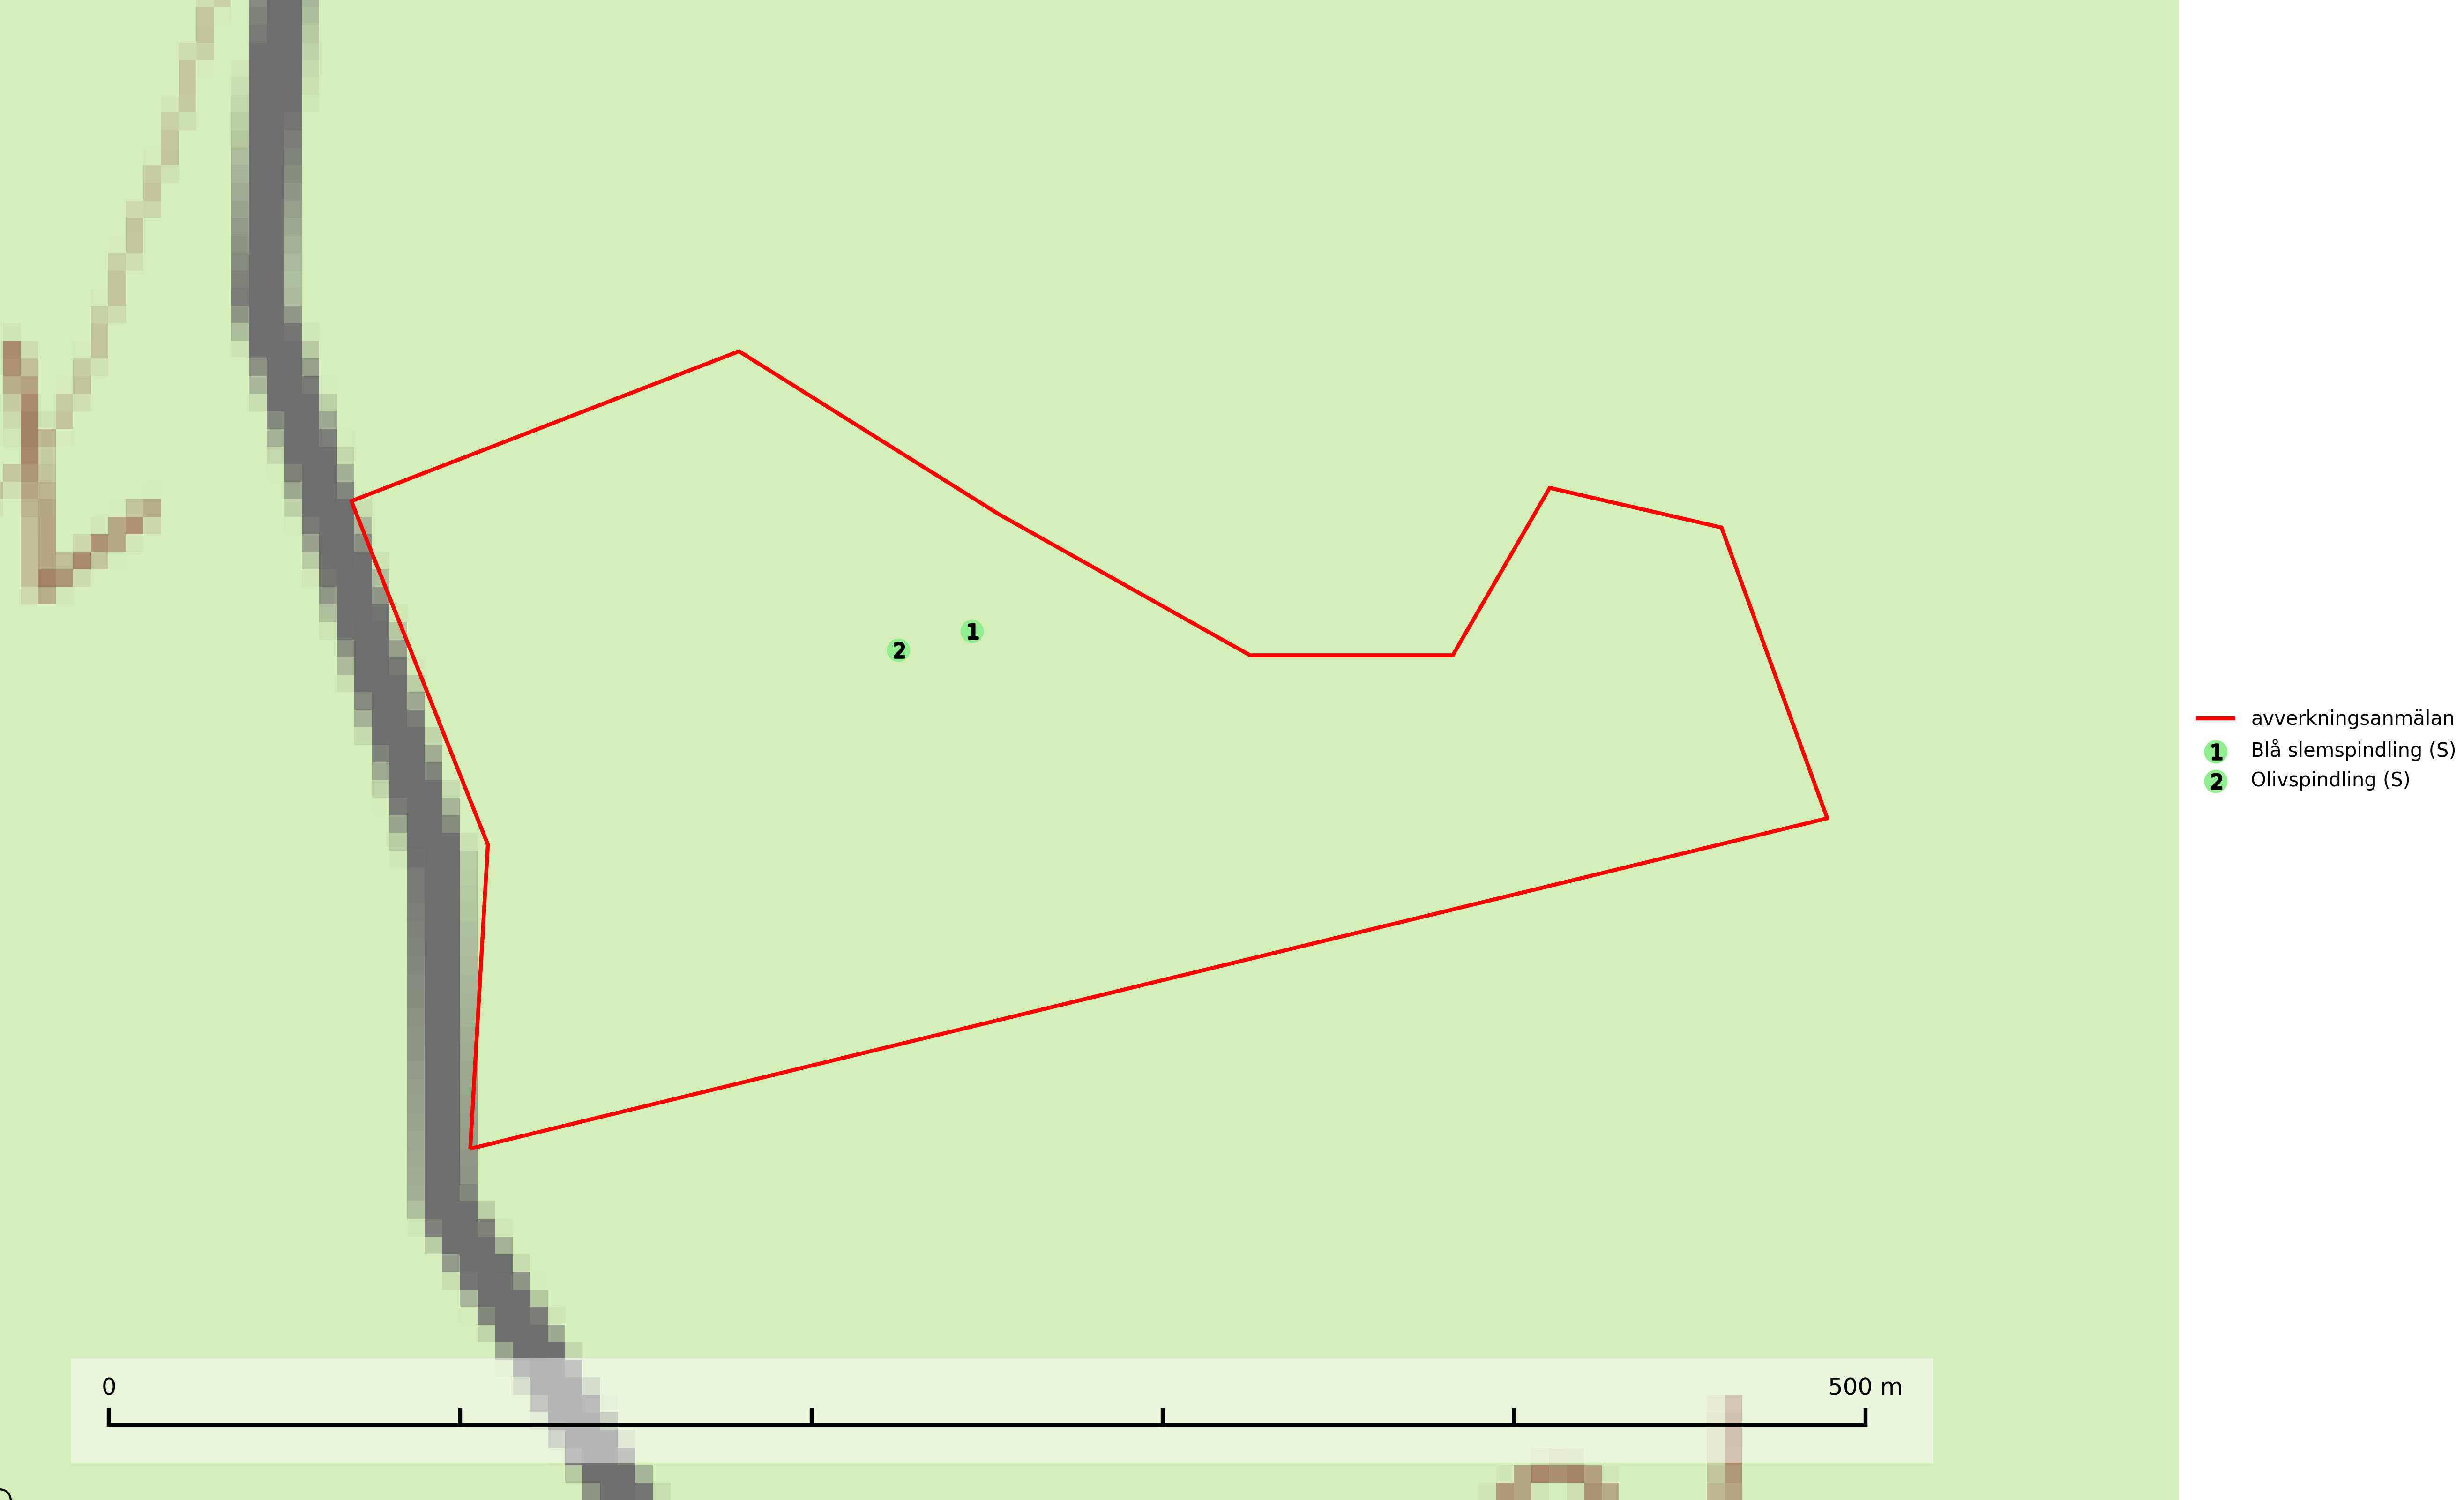 2 1
avverkningsanmälan
1 Blå slemspindling (S)
2 Olivspindling (S)
0 500 m